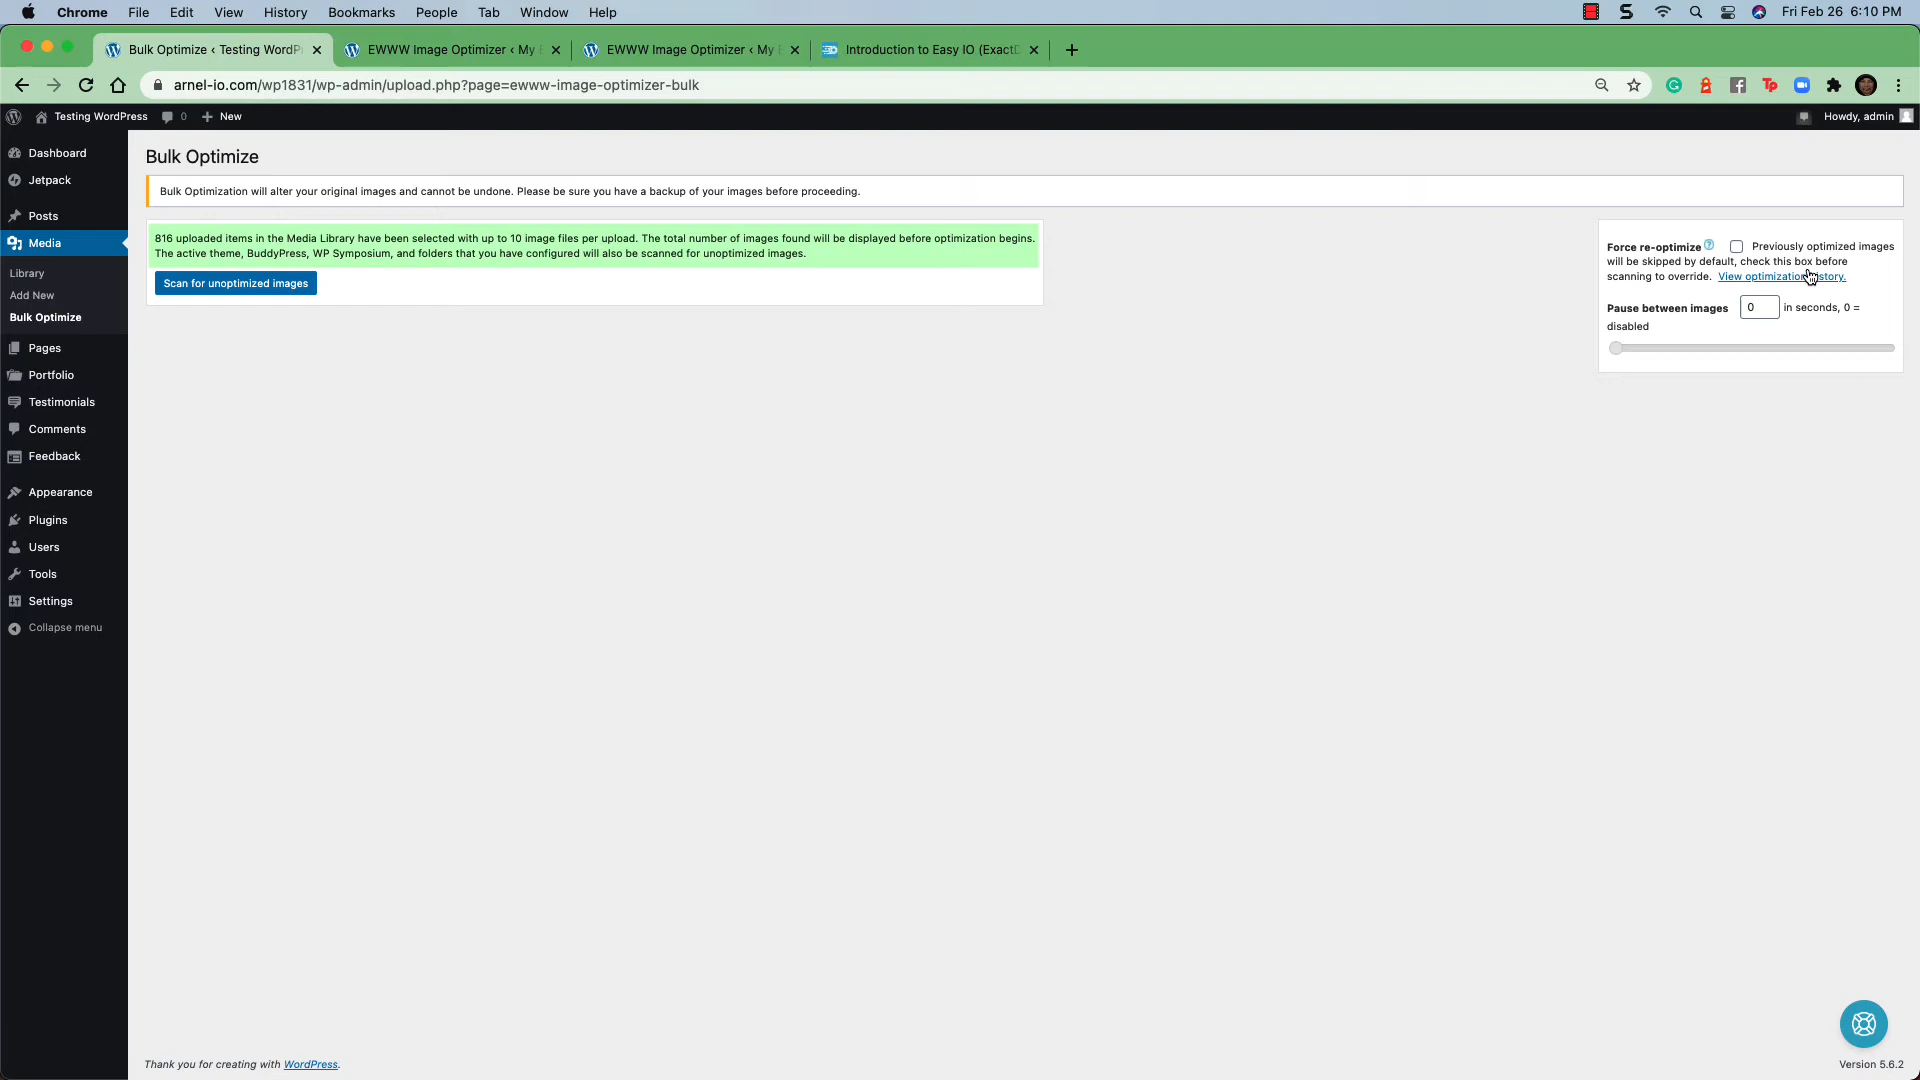 Chrome File Edit View History Bookmarks People Tab Window Help
Fri Feb 26 6:10 PM
Bulk Optimize ‹ Testing WordP
EWWW Image Optimizer ‹ My
EWWW Image Optimizer ‹ My
Introduction to Easy IO (Exact
arnel-io.com/wp1831/wp-admin/upload.php?page=ewww-image-optimizer-bulk
Testing WordPress 0 + New
Howdy, admin
Dashboard
Jetpack
Posts
Media
Library
Add New
Bulk Optimize
Pages
Portfolio
Testimonials
Comments
Feedback
Appearance
Plugins
Users
Tools
Settings
Collapse menu
Bulk Optimize
Bulk Optimization will alter your original images and cannot be undone. Please be sure you have a backup of your images before proceeding.
816 uploaded items in the Media Library have been selected with up to 10 image files per upload. The total number of images found will be displayed before optimization begins.
The active theme, BuddyPress, WP Symposium, and folders that you have configured will also be scanned for unoptimized images.
Scan for unoptimized images
Force re-optimize ? Previously optimized images
will be skipped by default, check this box before
scanning to override. View optimization story.
Pause between images 0 in seconds, 0 =
disabled
Thank you for creating with WordPress.
Version 5.6.2